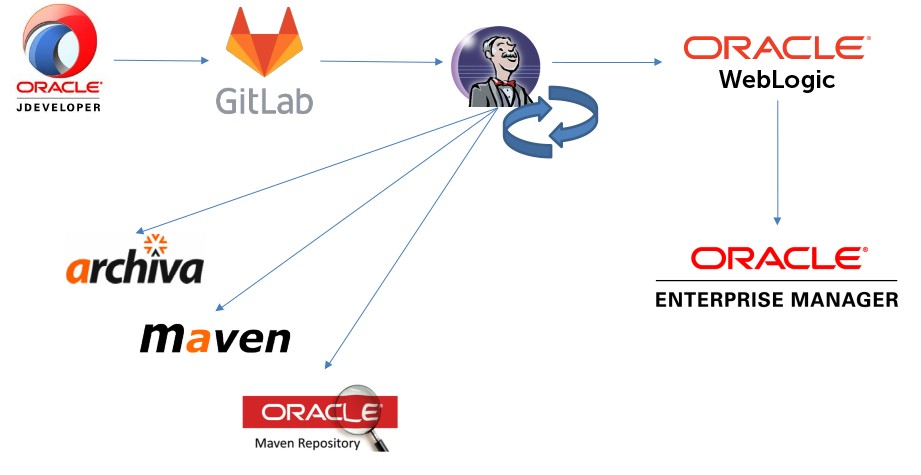 ORACLE®
JDEVELOPER
GitLab
ORACLE®
WebLogic
archiva
ORACLE®
ENTERPRISE MANAGER
maven
ORACLE
Maven Repository